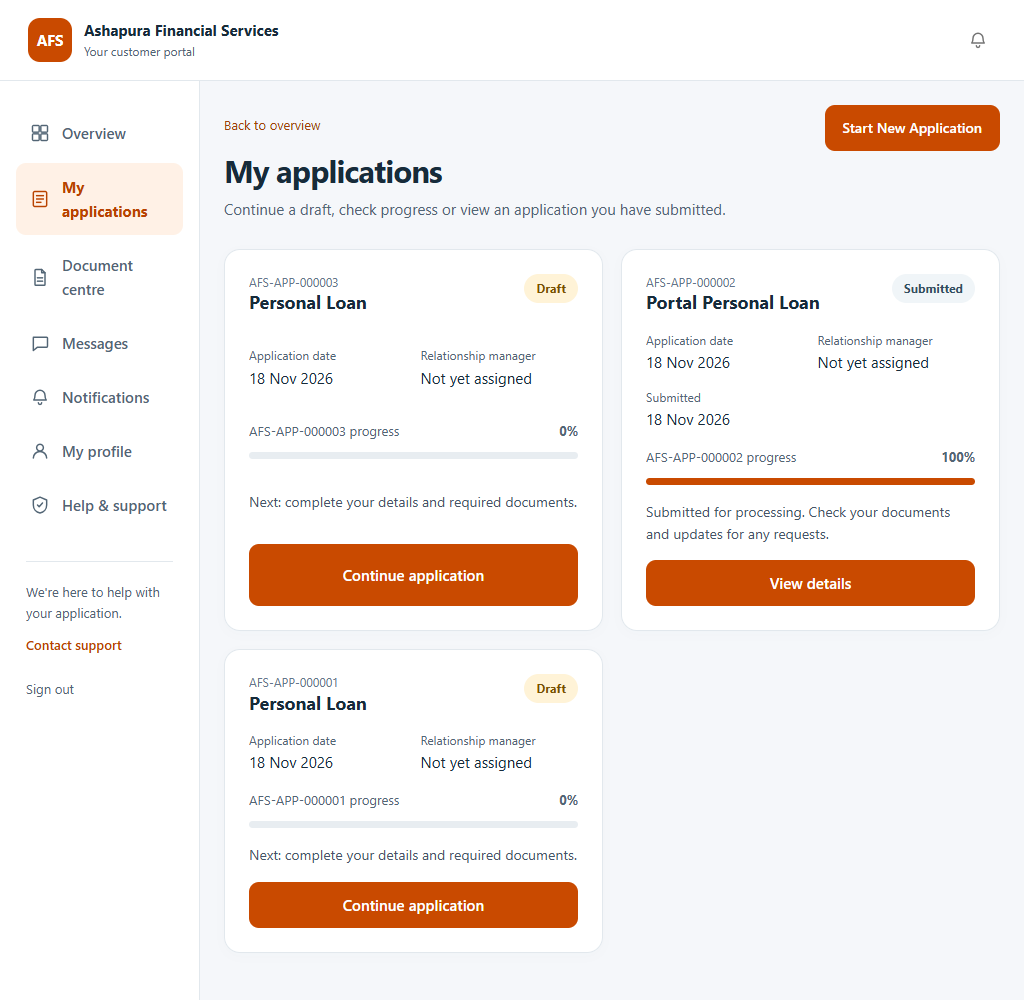 AFS
Ashapura Financial Services
Your customer portal
Overview
My
applications
Document
centre
Messages
Notifications
My profile
Help & support
We're here to help with
your application.
Contact support
Sign out
Back to overview
Start New Application
My applications
Continue a draft, check progress or view an application you have submitted.
AFS-APP-000003
Personal Loan
Draft
Application date
18 Nov 2026
Relationship manager
Not yet assigned
AFS-APP-000003 progress
0%
Next: complete your details and required documents.
Continue application
AFS-APP-000002
Portal Personal Loan
Submitted
Application date
18 Nov 2026
Relationship manager
Not yet assigned
Submitted
18 Nov 2026
AFS-APP-000002 progress
100%
Submitted for processing. Check your documents
and updates for any requests.
View details
AFS-APP-000001
Personal Loan
Draft
Application date
18 Nov 2026
Relationship manager
Not yet assigned
AFS-APP-000001 progress
0%
Next: complete your details and required documents.
Continue application